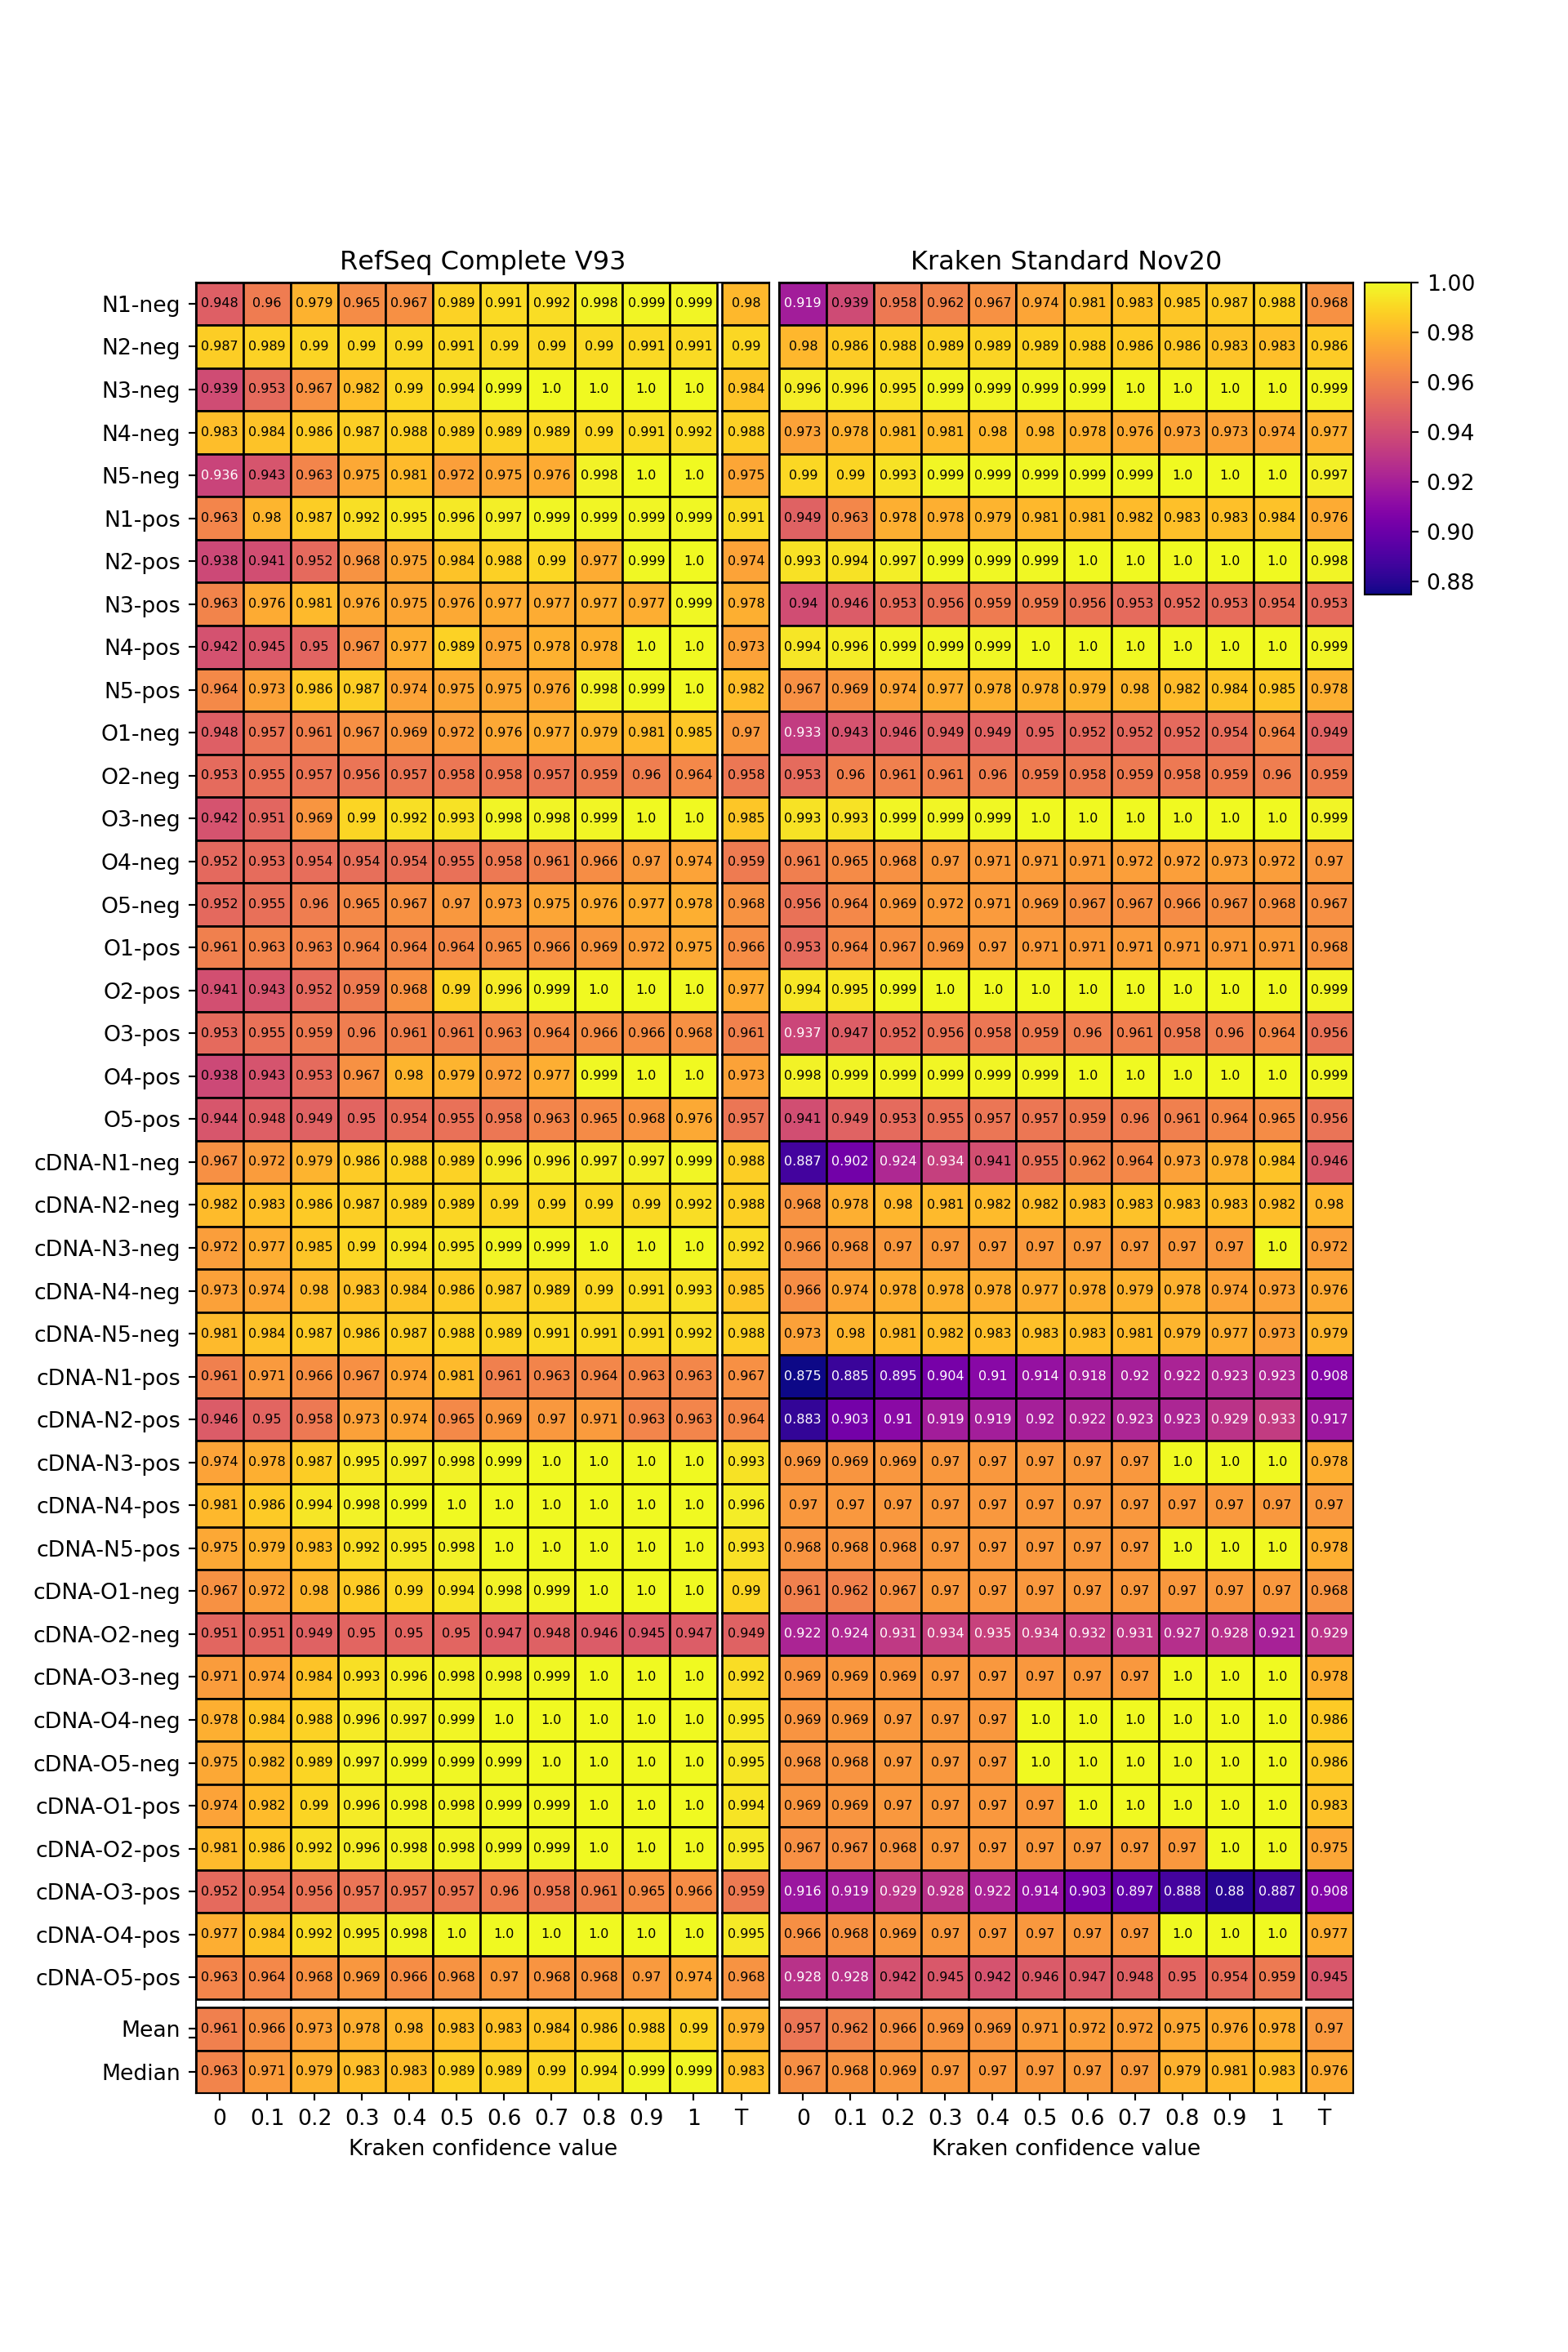 RefSeq Complete V93 Kraken Standard Nov20
N1-neg 0.948 0.96 0.979 0.965 0.967 0.989 0.991 0.992 0.998 0.999 0.999 0.98 0.919 0.939 0.958 0.962 0.967 0.974 0.981 0.983 0.985 0.987 0.988 0.968 1.00
N2-neg 0.987 0.989 0.99 0.99 0.99 0.991 0.99 0.99 0.99 0.991 0.991 0.99 0.98 0.986 0.988 0.989 0.989 0.989 0.988 0.986 0.986 0.983 0.983 0.986 0.98
N3-neg 0.939 0.953 0.967 0.982 0.99 0.994 0.999 1.0 1.0 1.0 1.0 0.984 0.996 0.996 0.995 0.999 0.999 0.999 0.999 1.0 1.0 1.0 1.0 0.999 0.96
N4-neg 0.983 0.984 0.986 0.987 0.988 0.989 0.989 0.989 0.99 0.991 0.992 0.988 0.973 0.978 0.981 0.981 0.98 0.98 0.978 0.976 0.973 0.973 0.974 0.977 0.94
N5-neg 0.936 0.943 0.963 0.975 0.981 0.972 0.975 0.976 0.998 1.0 1.0 0.975 0.99 0.99 0.993 0.999 0.999 0.999 0.999 0.999 1.0 1.0 1.0 0.997 0.92
N1-pos 0.963 0.98 0.987 0.992 0.995 0.996 0.997 0.999 0.999 0.999 0.999 0.991 0.949 0.963 0.978 0.978 0.979 0.981 0.981 0.982 0.983 0.983 0.984 0.976 0.90
N2-pos 0.938 0.941 0.952 0.968 0.975 0.984 0.988 0.99 0.977 0.999 1.0 0.974 0.993 0.994 0.997 0.999 0.999 0.999 1.0 1.0 1.0 1.0 1.0 0.998 0.88
N3-pos 0.963 0.976 0.981 0.976 0.975 0.976 0.977 0.977 0.977 0.977 0.999 0.978 0.94 0.946 0.953 0.956 0.959 0.959 0.956 0.953 0.952 0.953 0.954 0.953
N4-pos 0.942 0.945 0.95 0.967 0.977 0.989 0.975 0.978 0.978 1.0 1.0 0.973 0.994 0.996 0.999 0.999 0.999 1.0 1.0 1.0 1.0 1.0 1.0 0.999
N5-pos 0.964 0.973 0.986 0.987 0.974 0.975 0.975 0.976 0.998 0.999 1.0 0.982 0.967 0.969 0.974 0.977 0.978 0.978 0.979 0.98 0.982 0.984 0.985 0.978
O1-neg 0.948 0.957 0.961 0.967 0.969 0.972 0.976 0.977 0.979 0.981 0.985 0.97 0.933 0.943 0.946 0.949 0.949 0.95 0.952 0.952 0.952 0.954 0.964 0.949
O2-neg 0.953 0.955 0.957 0.956 0.957 0.958 0.958 0.957 0.959 0.96 0.964 0.958 0.953 0.96 0.961 0.961 0.96 0.959 0.958 0.959 0.958 0.959 0.96 0.959
O3-neg 0.942 0.951 0.969 0.99 0.992 0.993 0.998 0.998 0.999 1.0 1.0 0.985 0.993 0.993 0.999 0.999 0.999 1.0 1.0 1.0 1.0 1.0 1.0 0.999
O4-neg 0.952 0.953 0.954 0.954 0.954 0.955 0.958 0.961 0.966 0.97 0.974 0.959 0.961 0.965 0.968 0.97 0.971 0.971 0.971 0.972 0.972 0.973 0.972 0.97
O5-neg 0.952 0.955 0.96 0.965 0.967 0.97 0.973 0.975 0.976 0.977 0.978 0.968 0.956 0.964 0.969 0.972 0.971 0.969 0.967 0.967 0.966 0.967 0.968 0.967
O1-pos 0.961 0.963 0.963 0.964 0.964 0.964 0.965 0.966 0.969 0.972 0.975 0.966 0.953 0.964 0.967 0.969 0.97 0.971 0.971 0.971 0.971 0.971 0.971 0.968
O2-pos 0.941 0.943 0.952 0.959 0.968 0.99 0.996 0.999 1.0 1.0 1.0 0.977 0.994 0.995 0.999 1.0 1.0 1.0 1.0 1.0 1.0 1.0 1.0 0.999
O3-pos 0.953 0.955 0.959 0.96 0.961 0.961 0.963 0.964 0.966 0.966 0.968 0.961 0.937 0.947 0.952 0.956 0.958 0.959 0.96 0.961 0.958 0.96 0.964 0.956
O4-pos 0.938 0.943 0.953 0.967 0.98 0.979 0.972 0.977 0.999 1.0 1.0 0.973 0.998 0.999 0.999 0.999 0.999 0.999 1.0 1.0 1.0 1.0 1.0 0.999
O5-pos 0.944 0.948 0.949 0.95 0.954 0.955 0.958 0.963 0.965 0.968 0.976 0.957 0.941 0.949 0.953 0.955 0.957 0.957 0.959 0.96 0.961 0.964 0.965 0.956
cDNA-N1-neg 0.967 0.972 0.979 0.986 0.988 0.989 0.996 0.996 0.997 0.997 0.999 0.988 0.887 0.902 0.924 0.934 0.941 0.955 0.962 0.964 0.973 0.978 0.984 0.946
cDNA-N2-neg 0.982 0.983 0.986 0.987 0.989 0.989 0.99 0.99 0.99 0.99 0.992 0.988 0.968 0.978 0.98 0.981 0.982 0.982 0.983 0.983 0.983 0.983 0.982 0.98
cDNA-N3-neg 0.972 0.977 0.985 0.99 0.994 0.995 0.999 0.999 1.0 1.0 1.0 0.992 0.966 0.968 0.97 0.97 0.97 0.97 0.97 0.97 0.97 0.97 1.0 0.972
cDNA-N4-neg 0.973 0.974 0.98 0.983 0.984 0.986 0.987 0.989 0.99 0.991 0.993 0.985 0.966 0.974 0.978 0.978 0.978 0.977 0.978 0.979 0.978 0.974 0.973 0.976
cDNA-N5-neg 0.981 0.984 0.987 0.986 0.987 0.988 0.989 0.991 0.991 0.991 0.992 0.988 0.973 0.98 0.981 0.982 0.983 0.983 0.983 0.981 0.979 0.977 0.973 0.979
cDNA-N1-pos 0.961 0.971 0.966 0.967 0.974 0.981 0.961 0.963 0.964 0.963 0.963 0.967 0.875 0.885 0.895 0.904 0.91 0.914 0.918 0.92 0.922 0.923 0.923 0.908
cDNA-N2-pos 0.946 0.95 0.958 0.973 0.974 0.965 0.969 0.97 0.971 0.963 0.963 0.964 0.883 0.903 0.91 0.919 0.919 0.92 0.922 0.923 0.923 0.929 0.933 0.917
cDNA-N3-pos 0.974 0.978 0.987 0.995 0.997 0.998 0.999 1.0 1.0 1.0 1.0 0.993 0.969 0.969 0.969 0.97 0.97 0.97 0.97 0.97 1.0 1.0 1.0 0.978
cDNA-N4-pos 0.981 0.986 0.994 0.998 0.999 1.0 1.0 1.0 1.0 1.0 1.0 0.996 0.97 0.97 0.97 0.97 0.97 0.97 0.97 0.97 0.97 0.97 0.97 0.97
cDNA-N5-pos 0.975 0.979 0.983 0.992 0.995 0.998 1.0 1.0 1.0 1.0 1.0 0.993 0.968 0.968 0.968 0.97 0.97 0.97 0.97 0.97 1.0 1.0 1.0 0.978
cDNA-O1-neg 0.967 0.972 0.98 0.986 0.99 0.994 0.998 0.999 1.0 1.0 1.0 0.99 0.961 0.962 0.967 0.97 0.97 0.97 0.97 0.97 0.97 0.97 0.97 0.968
cDNA-O2-neg 0.951 0.951 0.949 0.95 0.95 0.95 0.947 0.948 0.946 0.945 0.947 0.949 0.922 0.924 0.931 0.934 0.935 0.934 0.932 0.931 0.927 0.928 0.921 0.929
cDNA-O3-neg 0.971 0.974 0.984 0.993 0.996 0.998 0.998 0.999 1.0 1.0 1.0 0.992 0.969 0.969 0.969 0.97 0.97 0.97 0.97 0.97 1.0 1.0 1.0 0.978
cDNA-O4-neg 0.978 0.984 0.988 0.996 0.997 0.999 1.0 1.0 1.0 1.0 1.0 0.995 0.969 0.969 0.97 0.97 0.97 1.0 1.0 1.0 1.0 1.0 1.0 0.986
cDNA-O5-neg 0.975 0.982 0.989 0.997 0.999 0.999 0.999 1.0 1.0 1.0 1.0 0.995 0.968 0.968 0.97 0.97 0.97 1.0 1.0 1.0 1.0 1.0 1.0 0.986
cDNA-O1-pos 0.974 0.982 0.99 0.996 0.998 0.998 0.999 0.999 1.0 1.0 1.0 0.994 0.969 0.969 0.97 0.97 0.97 0.97 1.0 1.0 1.0 1.0 1.0 0.983
cDNA-O2-pos 0.981 0.986 0.992 0.996 0.998 0.998 0.999 0.999 1.0 1.0 1.0 0.995 0.967 0.967 0.968 0.97 0.97 0.97 0.97 0.97 0.97 1.0 1.0 0.975
cDNA-O3-pos 0.952 0.954 0.956 0.957 0.957 0.957 0.96 0.958 0.961 0.965 0.966 0.959 0.916 0.919 0.929 0.928 0.922 0.914 0.903 0.897 0.888 0.88 0.887 0.908
cDNA-O4-pos 0.977 0.984 0.992 0.995 0.998 1.0 1.0 1.0 1.0 1.0 1.0 0.995 0.966 0.968 0.969 0.97 0.97 0.97 0.97 0.97 1.0 1.0 1.0 0.977
cDNA-O5-pos 0.963 0.964 0.968 0.969 0.966 0.968 0.97 0.968 0.968 0.97 0.974 0.968 0.928 0.928 0.942 0.945 0.942 0.946 0.947 0.948 0.95 0.954 0.959 0.945
Mean 0.961 0.966 0.973 0.978 0.98 0.983 0.983 0.984 0.986 0.988 0.99 0.979 0.957 0.962 0.966 0.969 0.969 0.971 0.972 0.972 0.975 0.976 0.978 0.97
Median 0.963 0.971 0.979 0.983 0.983 0.989 0.989 0.99 0.994 0.999 0.999 0.983 0.967 0.968 0.969 0.97 0.97 0.97 0.97 0.97 0.979 0.981 0.983 0.976
0 0.1 0.2 0.3 0.4 0.5 0.6 0.7 0.8 0.9 1 T 0 0.1 0.2 0.3 0.4 0.5 0.6 0.7 0.8 0.9 1 T
Kraken confidence value Kraken confidence value